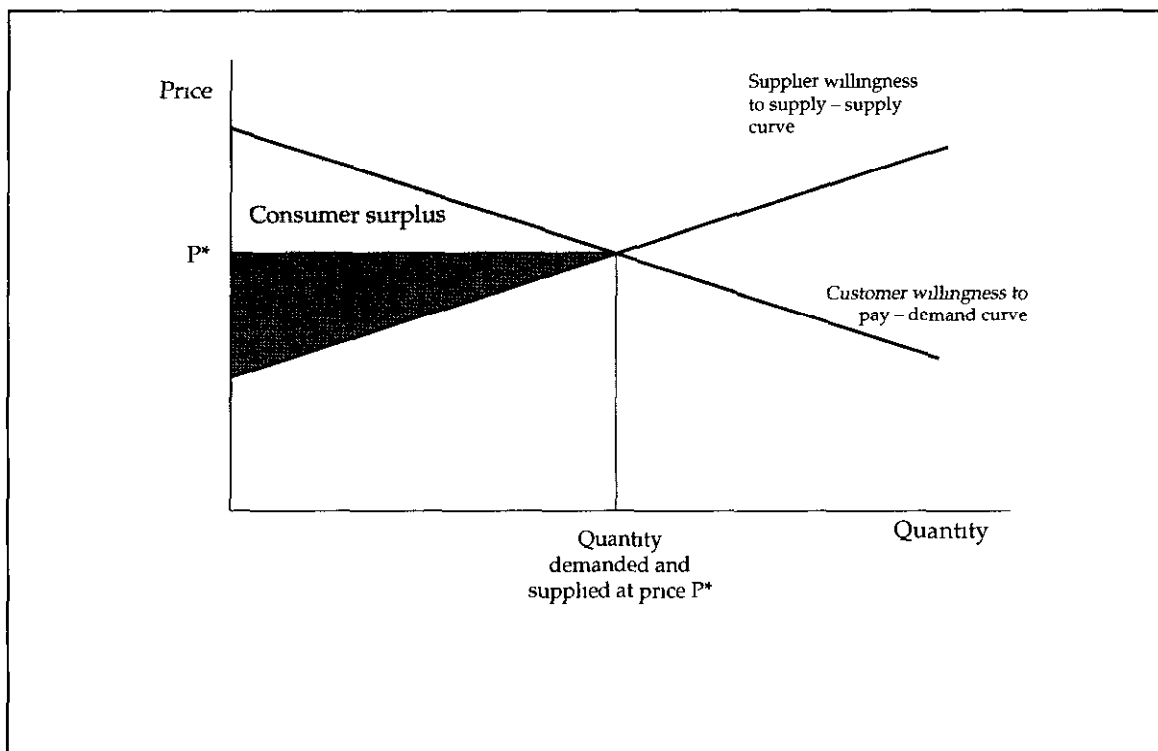 Price
Supplier willingness
to supply – supply
curve
Consumer surplus
P*
Customer willingness to
pay – demand curve
Quantity
Quantity
demanded and
supplied at price P*